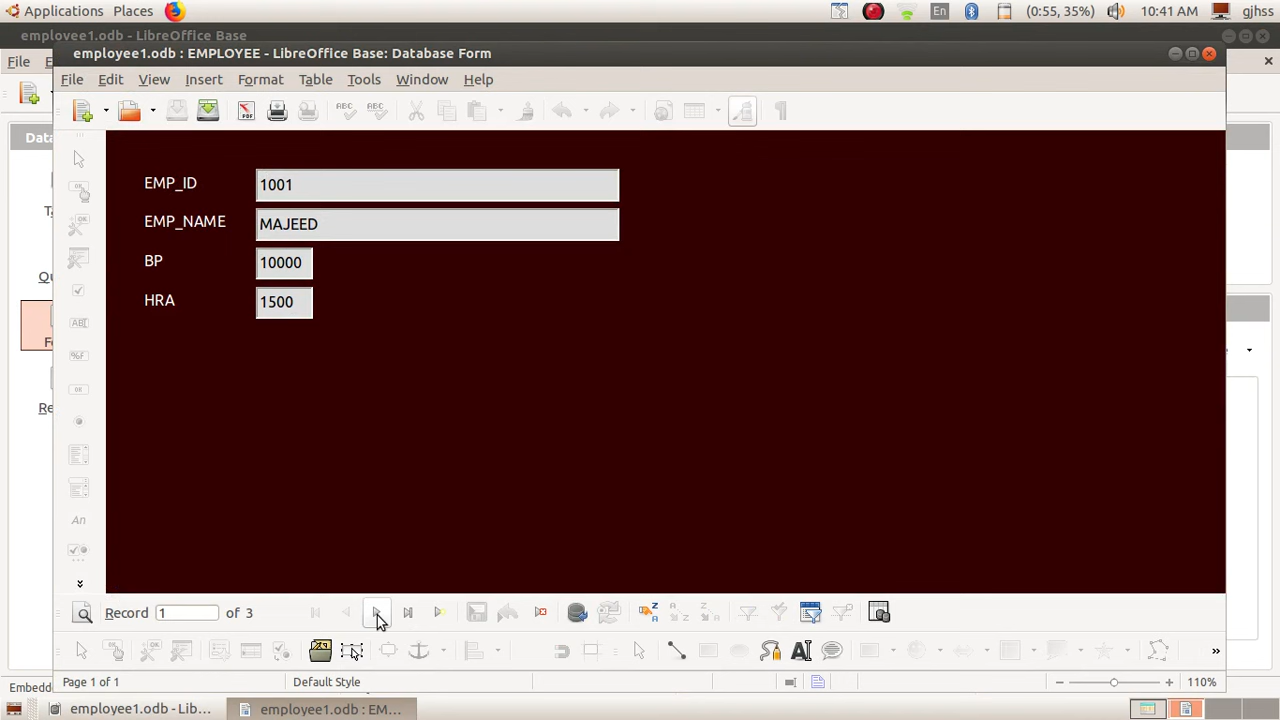 Applications Places En (0:55, 35%) 10:41 AM gjhss
employee1.odb - LibreOffice Base
employee1.odb : EMPLOYEE - LibreOffice Base: Database Form
File
File Edit View Insert Format Table Tools Window Help
Data
EMP_ID 1001
EMP_NAME MAJEED
BP 10000
HRA 1500
Record 1 of 3
Page 1 of 1 Default Style 110%
employee1.odb - Lib... employee1.odb : EM...